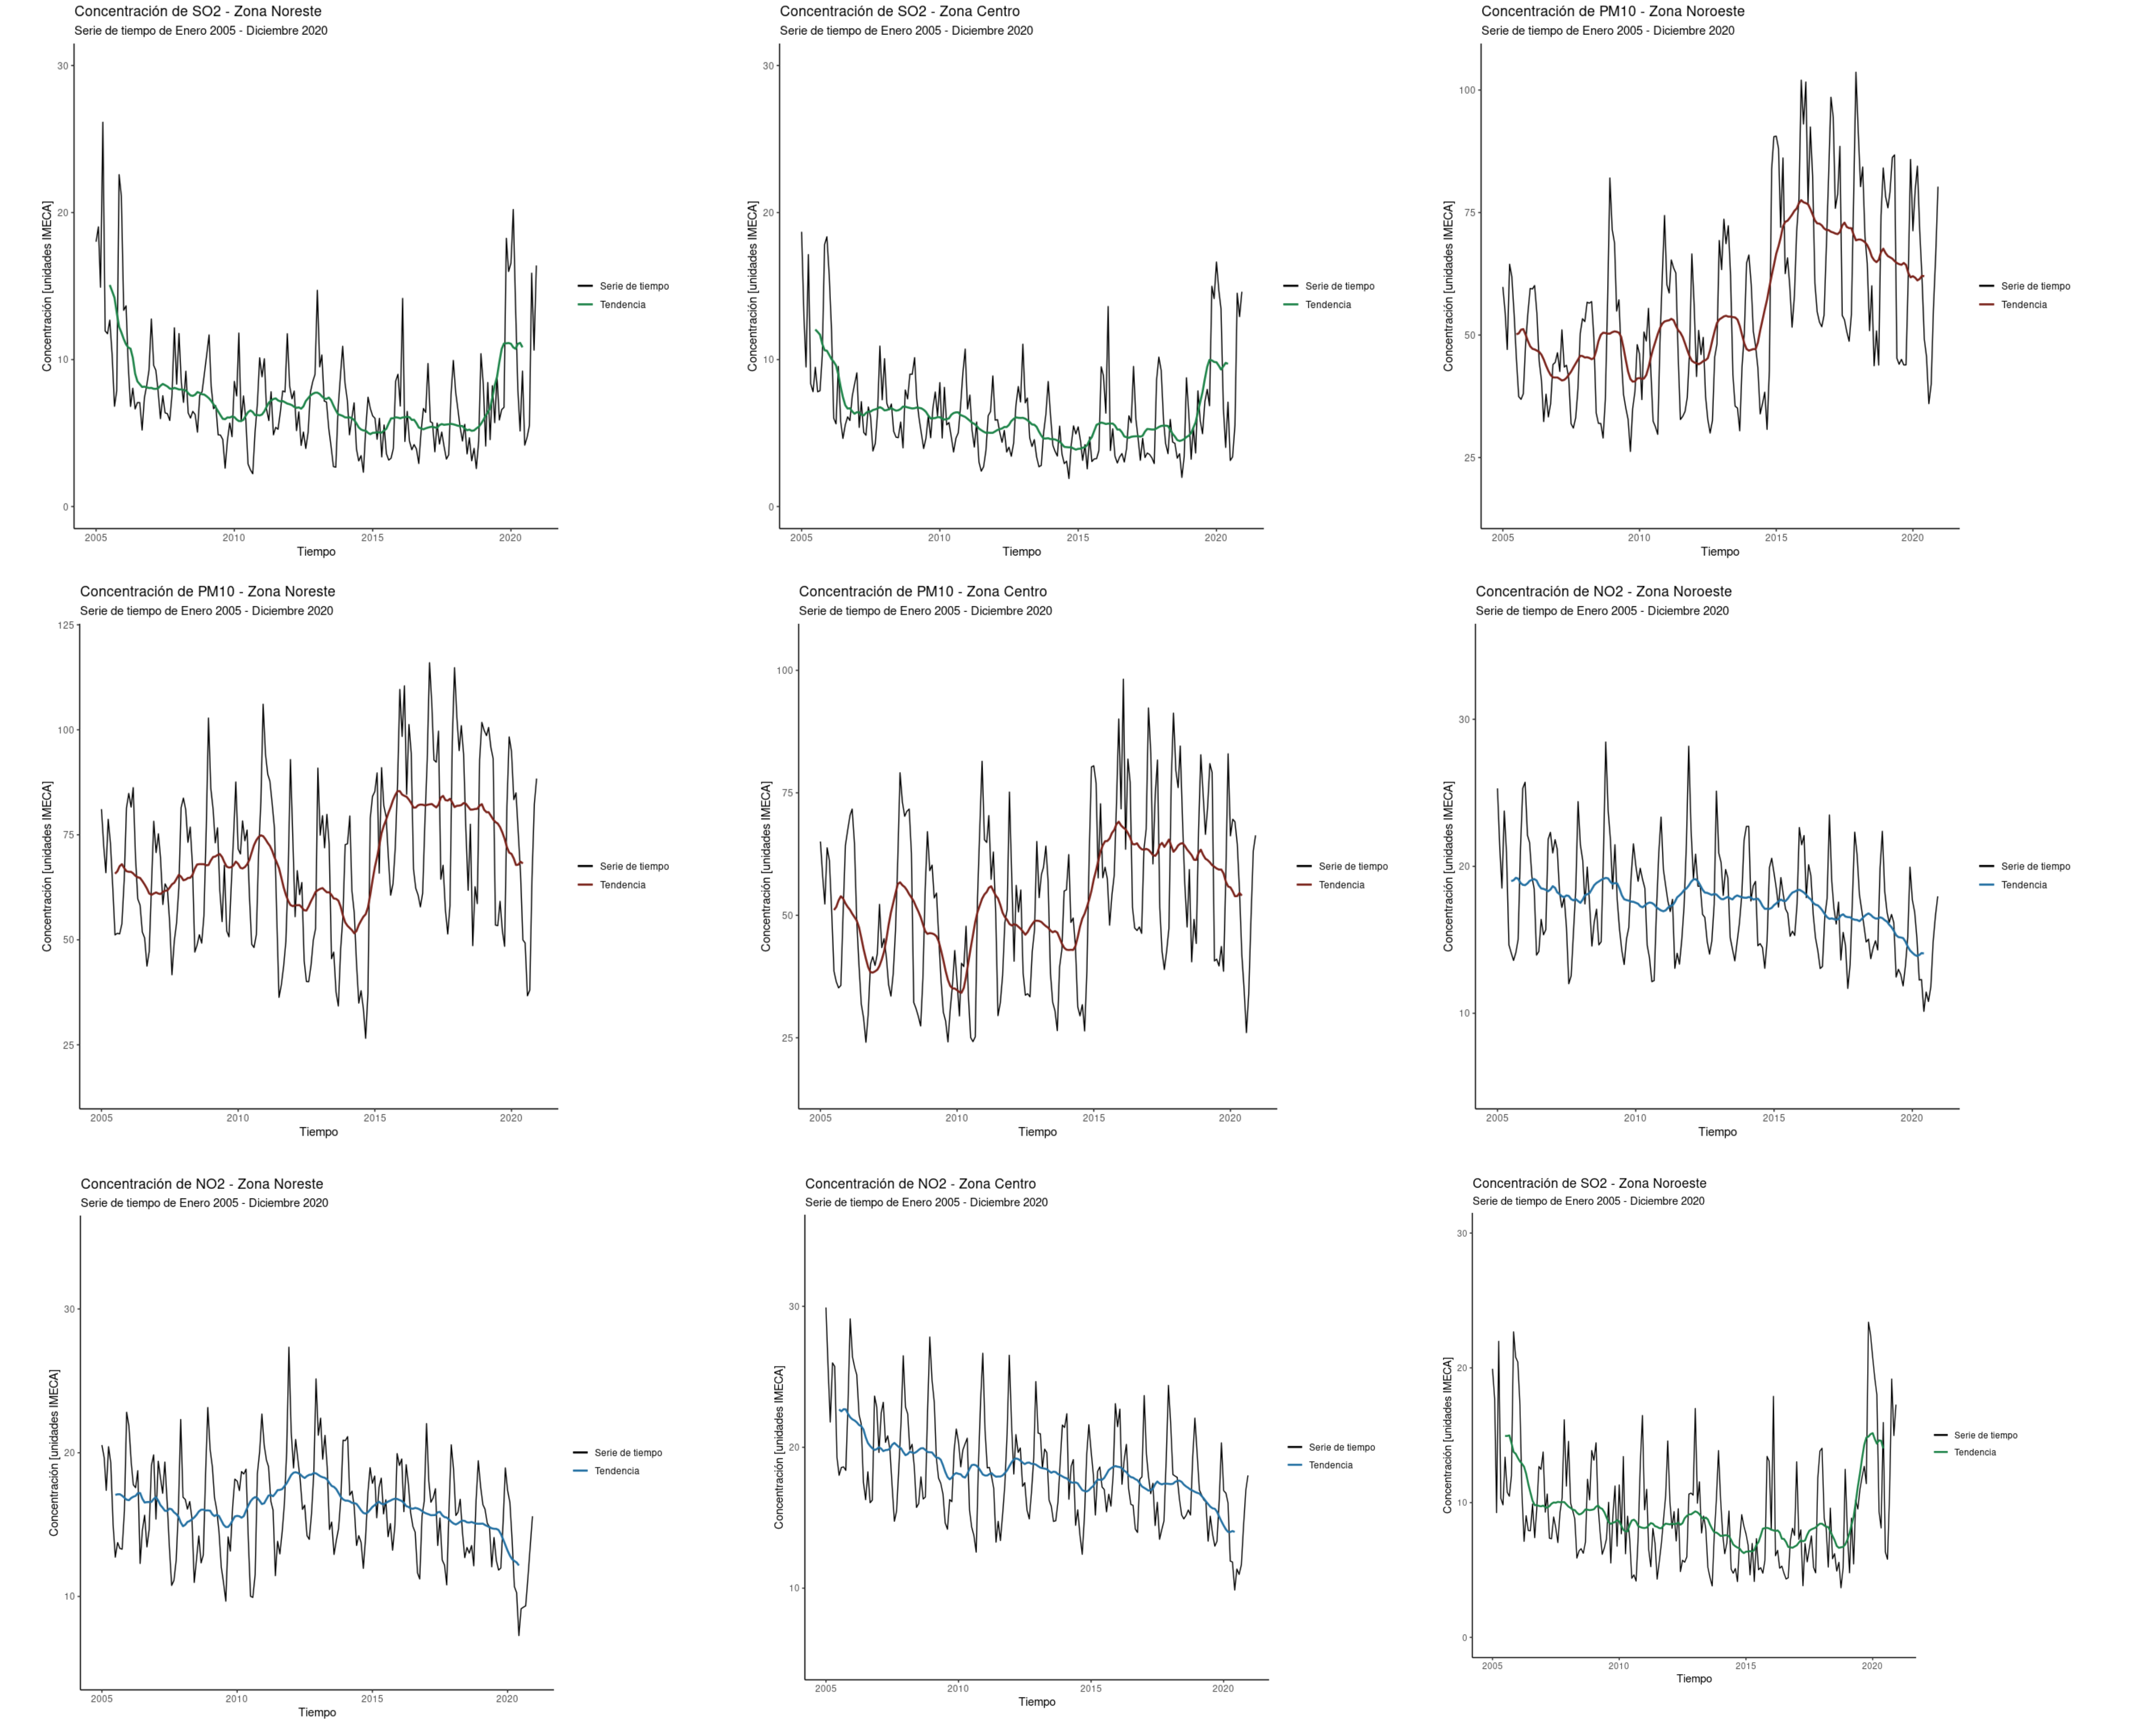 Concentración de SO2 - Zona Noreste
Serie de tiempo de Enero 2005 - Diciembre 2020
30
20
10
0
Concentración [unidades IMECA]
2005
2010
2015
2020
Tiempo
Serie de tiempo
Tendencia
Concentración de SO2 - Zona Centro
Serie de tiempo de Enero 2005 - Diciembre 2020
30
20
10
0
Concentración [unidades IMECA]
2005
2010
2015
2020
Tiempo
Serie de tiempo
Tendencia
Concentración de PM10 - Zona Noroeste
Serie de tiempo de Enero 2005 - Diciembre 2020
100
75
50
25
Concentración [unidades IMECA]
2005
2010
2015
2020
Tiempo
Serie de tiempo
Tendencia
Concentración de PM10 - Zona Noreste
Serie de tiempo de Enero 2005 - Diciembre 2020
125
100
75
50
25
Concentración [unidades IMECA]
2005
2010
2015
2020
Tiempo
Serie de tiempo
Tendencia
Concentración de PM10 - Zona Centro
Serie de tiempo de Enero 2005 - Diciembre 2020
100
75
50
25
Concentración [unidades IMECA]
2005
2010
2015
2020
Tiempo
Serie de tiempo
Tendencia
Concentración de NO2 - Zona Noroeste
Serie de tiempo de Enero 2005 - Diciembre 2020
30
20
10
Concentración [unidades IMECA]
2005
2010
2015
2020
Tiempo
Serie de tiempo
Tendencia
Concentración de NO2 - Zona Noreste
Serie de tiempo de Enero 2005 - Diciembre 2020
30
20
10
Concentración [unidades IMECA]
2005
2010
2015
2020
Tiempo
Serie de tiempo
Tendencia
Concentración de NO2 - Zona Centro
Serie de tiempo de Enero 2005 - Diciembre 2020
30
20
10
Concentración [unidades IMECA]
2005
2010
2015
2020
Tiempo
Serie de tiempo
Tendencia
Concentración de SO2 - Zona Noroeste
Serie de tiempo de Enero 2005 - Diciembre 2020
30
20
10
0
Concentración [unidades IMECA]
2005
2010
2015
2020
Tiempo
Serie de tiempo
Tendencia